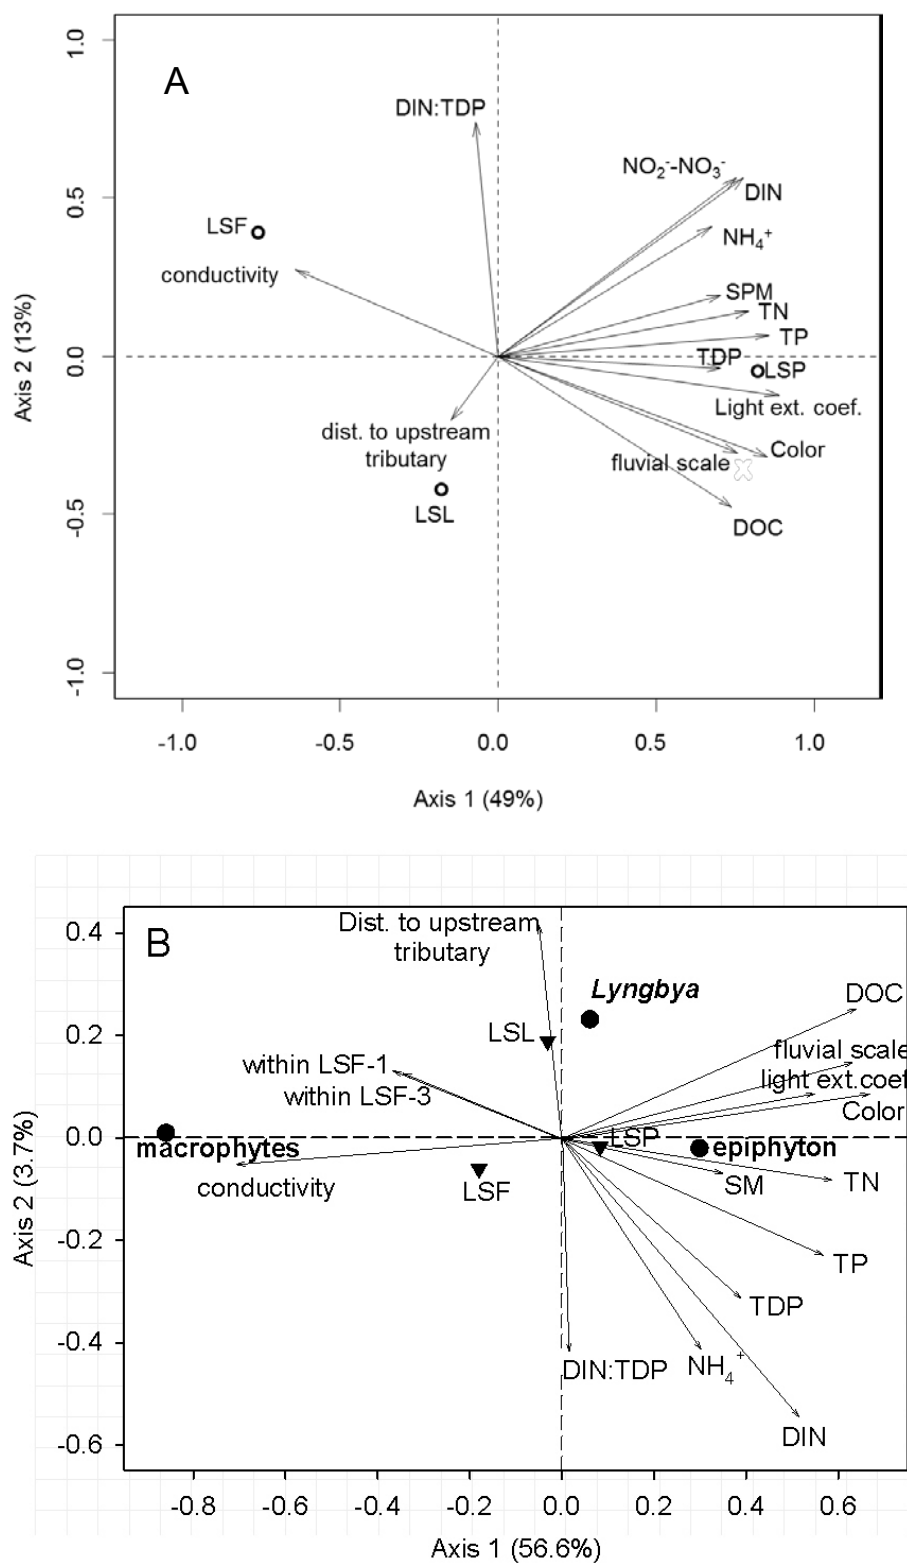 1.0
A
DIN:TDP
NO₂⁻-NO₃⁻
DIN
0.5
LSF
NH₄⁺
conductivity
SPM
TN
TP
0.0
TDP
LSP
Light ext. coef.
dist. to upstream
tributary
Color
fluvial scale
LSL
-0.5
DOC
-1.0
Axis 2 (13%)
-1.0 -0.5 0.0 0.5 1.0
Axis 1 (49%)
B
Dist. to upstream
tributary
0.4
Lyngbya
DOC
0.2
LSL
fluvial scale
within LSF-1
light ext.coef
within LSF-3
Color
0.0
LSP
macrophytes
epiphyton
conductivity
LSF
SM
TN
-0.2
TP
TDP
-0.4
DIN:TDP
NH₄⁺
DIN
-0.6
Axis 2 (3.7%)
-0.8 -0.6 -0.4 -0.2 0.0 0.2 0.4 0.6
Axis 1 (56.6%)